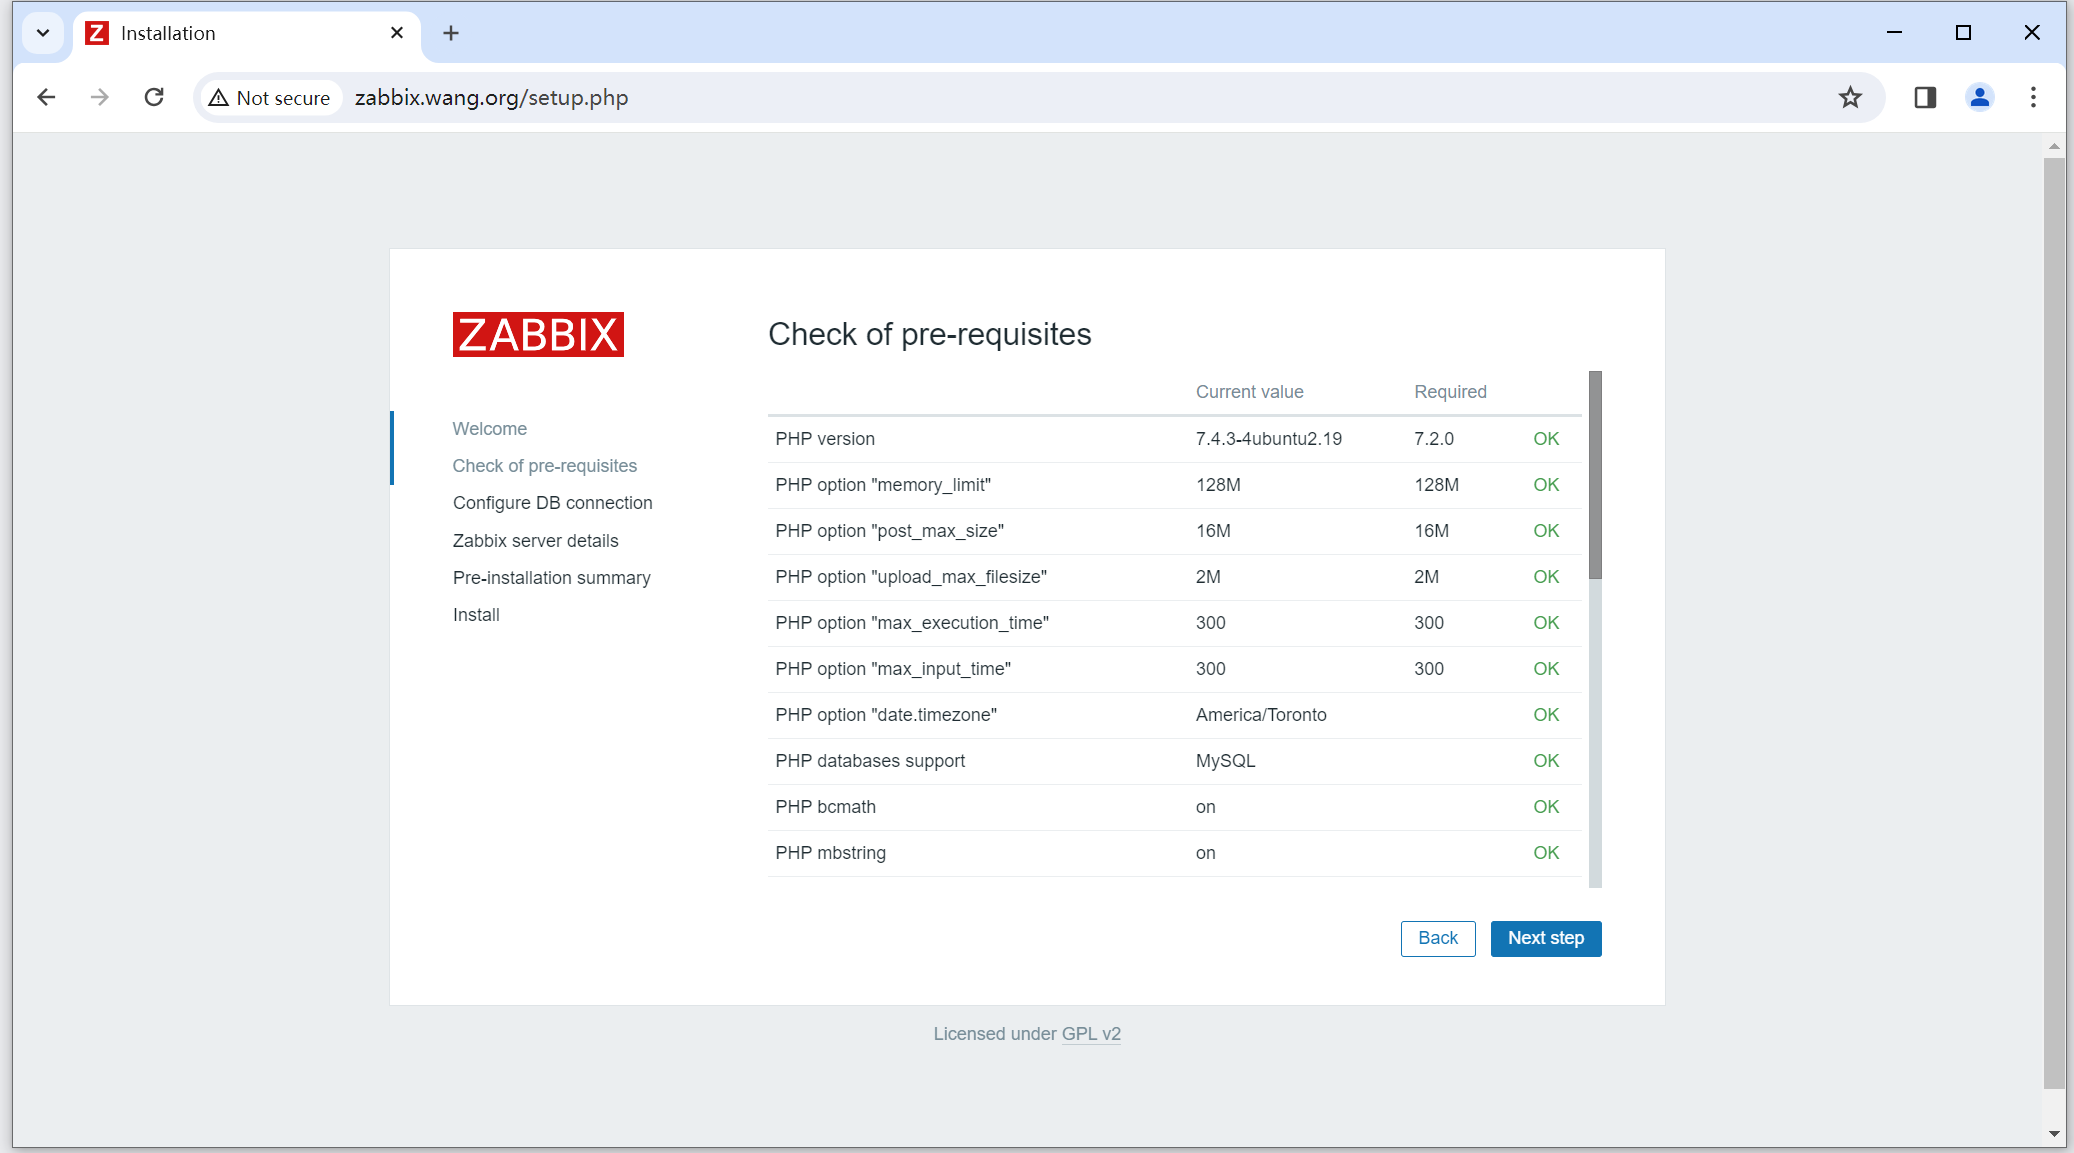 Installation
Not secure zabbix.wang.org/setup.php
ZABBIX
Welcome
Check of pre-requisites
Configure DB connection
Zabbix server details
Pre-installation summary
Install
Check of pre-requisites
Current value Required
PHP version 7.4.3-4ubuntu2.19 7.2.0 OK
PHP option "memory_limit" 128M 128M OK
PHP option "post_max_size" 16M 16M OK
PHP option "upload_max_filesize" 2M 2M OK
PHP option "max_execution_time" 300 300 OK
PHP option "max_input_time" 300 300 OK
PHP option "date.timezone" America/Toronto OK
PHP databases support MySQL OK
PHP bcmath on OK
PHP mbstring on OK
Back Next step
Licensed under GPL v2